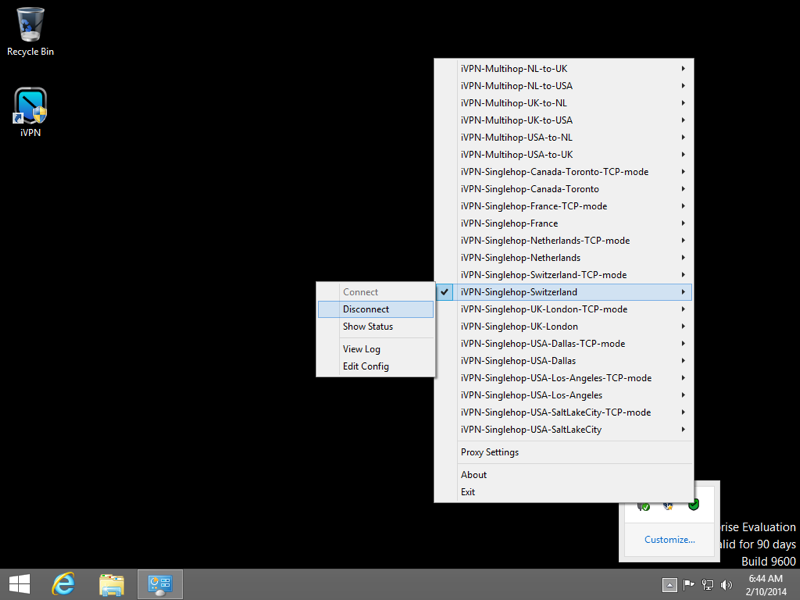 Recycle Bin
iVPN
iVPN-Multihop-NL-to-UK
iVPN-Multihop-NL-to-USA
iVPN-Multihop-UK-to-NL
iVPN-Multihop-UK-to-USA
iVPN-Multihop-USA-to-NL
iVPN-Multihop-USA-to-UK
iVPN-Singlehop-Canada-Toronto-TCP-mode
iVPN-Singlehop-Canada-Toronto
iVPN-Singlehop-France-TCP-mode
iVPN-Singlehop-France
iVPN-Singlehop-Netherlands-TCP-mode
iVPN-Singlehop-Netherlands
iVPN-Singlehop-Switzerland-TCP-mode
iVPN-Singlehop-Switzerland
iVPN-Singlehop-UK-London-TCP-mode
iVPN-Singlehop-UK-London
iVPN-Singlehop-USA-Dallas-TCP-mode
iVPN-Singlehop-USA-Dallas
iVPN-Singlehop-USA-Los-Angeles-TCP-mode
iVPN-Singlehop-USA-Los-Angeles
iVPN-Singlehop-USA-SaltLakeCity-TCP-mode
iVPN-Singlehop-USA-SaltLakeCity
Proxy Settings
About
Exit
Connect
Disconnect
Show Status
View Log
Edit Config
Customize...
rise Evaluation
alid for 90 days
Build 9600
6:44 AM
2/10/2014